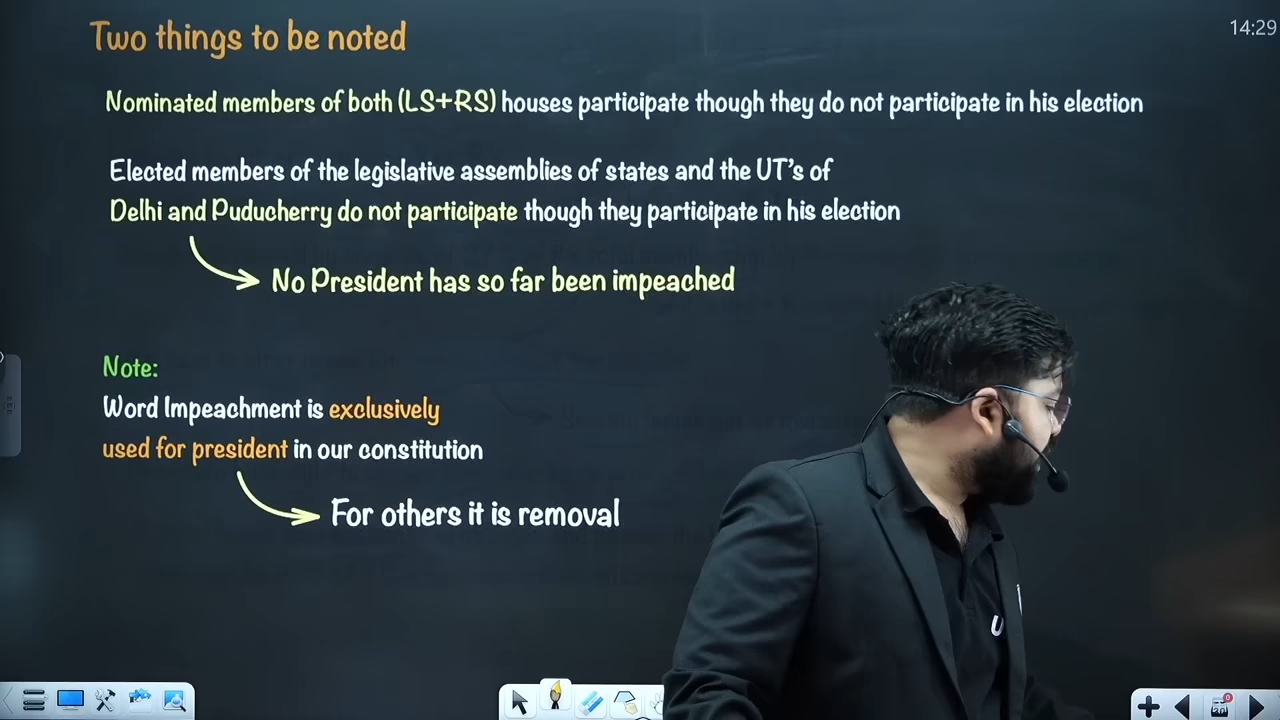 Two things to be noted
14:29
Nominated members of both (LS+RS) houses participate though they do not participate in his election
Elected members of the legislative assemblies of states and the UT's of
Delhi and Puducherry do not participate though they participate in his election
No President has so far been impeached
Note:
Word Impeachment is exclusively
used for president in our constitution
For others it is removal
U